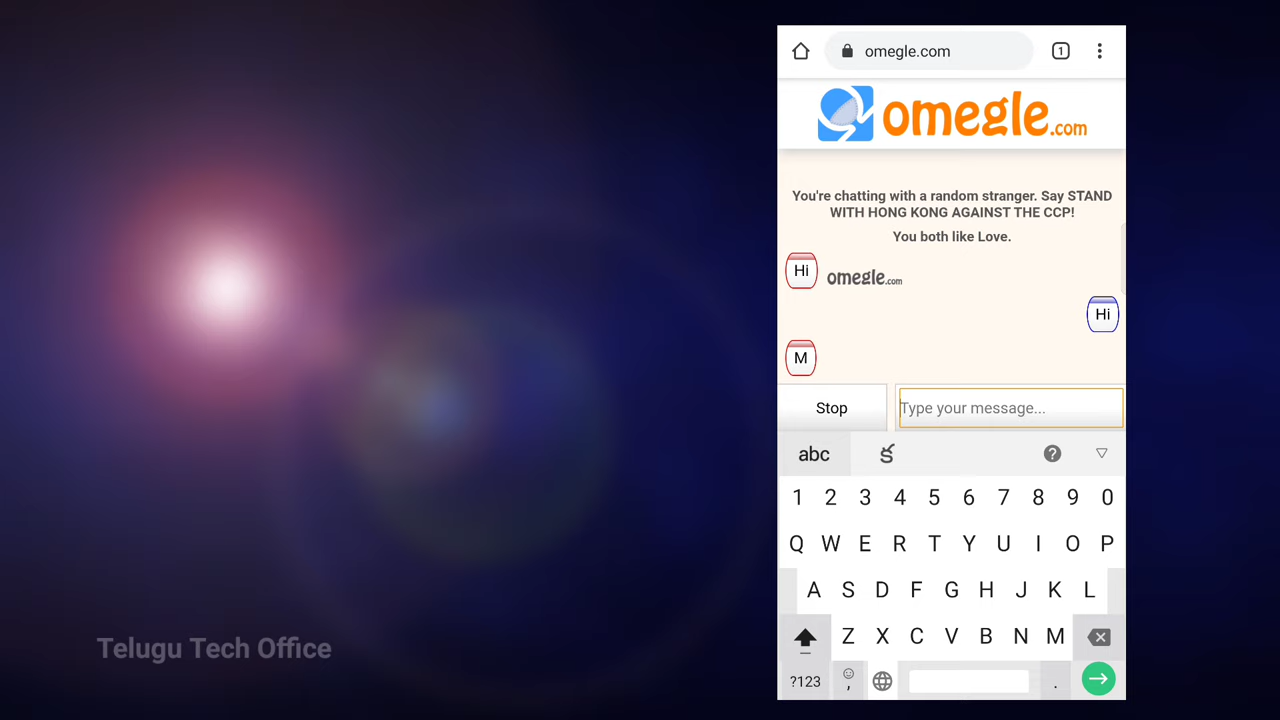 omegle.com
1
omegle.com
You're chatting with a random stranger. Say STAND
WITH HONG KONG AGAINST THE CCP!
You both like Love.
Hi
omegle.com
Hi
M
Stop
Type your message...
abc
క
?
1 2 3 4 5 6 7 8 9 0
Q W E R T Y U I O P
A S D F G H J K L
Z X C V B N M
?123
,
.
Telugu Tech Office